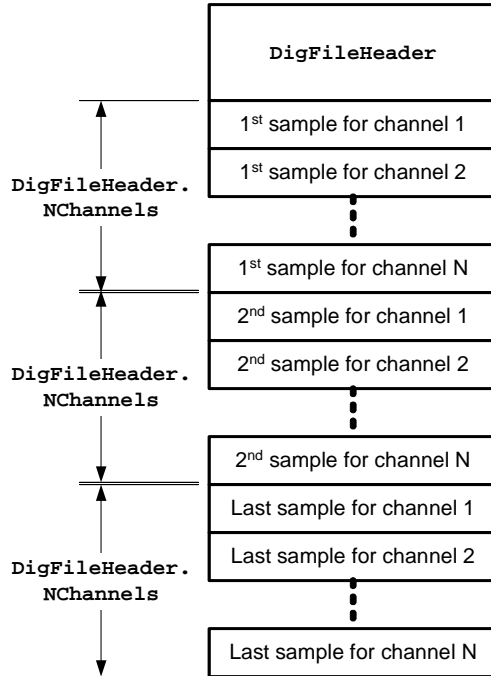 DigFileHeader
1st sample for channel 1
1st sample for channel 2
DigFileHeader.
NChannels
1st sample for channel N
2nd sample for channel 1
2nd sample for channel 2
DigFileHeader.
NChannels
2nd sample for channel N
Last sample for channel 1
Last sample for channel 2
DigFileHeader.
NChannels
Last sample for channel N